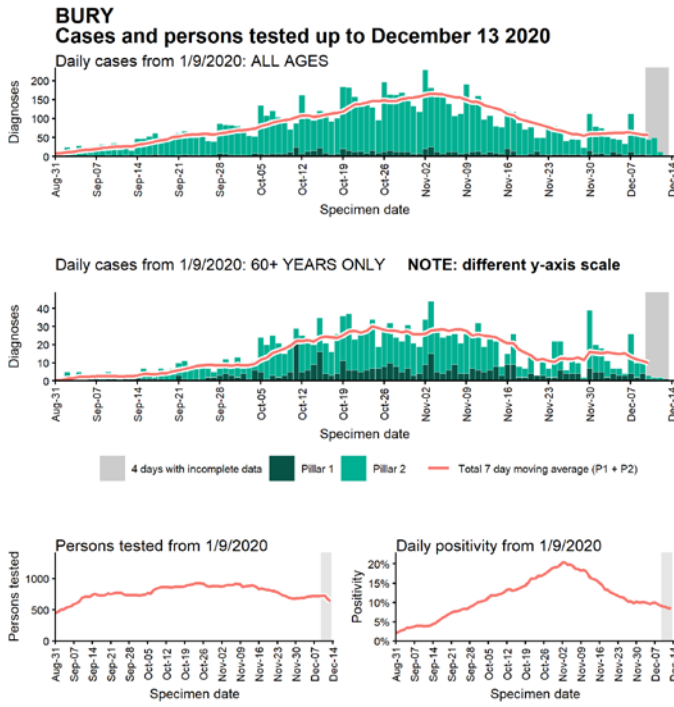 BURY
Cases and persons tested up to December 13 2020
Daily cases from 1/9/2020: ALL AGES
Diagnoses
200
150
100
50
0
Aug-31 Sep-07 Sep-14 Sep-21 Sep-28 Oct-05 Oct-12 Oct-19 Oct-26 Nov-02 Nov-09 Nov-16 Nov-23 Nov-30 Dec-07 Dec-14
Specimen date
Daily cases from 1/9/2020: 60+ YEARS ONLY NOTE: different y-axis scale
Diagnoses
40
30
20
10
0
Aug-31 Sep-07 Sep-14 Sep-21 Sep-28 Oct-05 Oct-12 Oct-19 Oct-26 Nov-02 Nov-09 Nov-16 Nov-23 Nov-30 Dec-07 Dec-14
Specimen date
4 days with incomplete data Pillar 1 Pillar 2 Total 7 day moving average (P1 + P2)
Persons tested from 1/9/2020
Persons tested
1000
500
0
Aug-31 Sep-07 Sep-14 Sep-21 Sep-28 Oct-05 Oct-12 Oct-19 Oct-26 Nov-02 Nov-09 Nov-16 Nov-23 Nov-30 Dec-07 Dec-14
Specimen date
Daily positivity from 1/9/2020
Positivity
20%
15%
10%
5%
0%
Aug-31 Sep-07 Sep-14 Sep-21 Sep-28 Oct-05 Oct-12 Oct-19 Oct-26 Nov-02 Nov-09 Nov-16 Nov-23 Nov-30 Dec-07 Dec-14
Specimen date